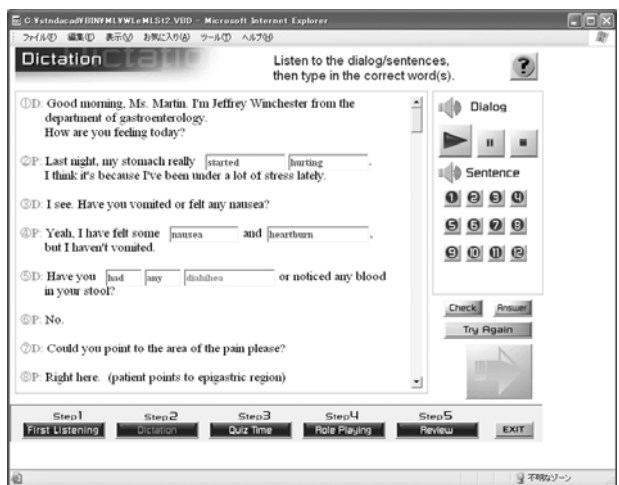 C:¥stndacad¥BIN¥ML¥WLeMLSt2.VBD - Microsoft Internet Explorer
ファイル(F) 編集(E) 表示(V) お気に入り(A) ツール(T) ヘルプ(H)
Dictation
Listen to the dialog/sentences,
then type in the correct word(s).
?
①D: Good morning, Ms. Martin. I'm Jeffrey Winchester from the
department of gastroenterology.
How are you feeling today?
②P: Last night, my stomach really started hurting .
I think it's because I've been under a lot of stress lately.
③D: I see. Have you vomited or felt any nausea?
④P: Yeah, I have felt some nausea and heartburn ,
but I haven't vomited.
⑤D: Have you had any diahihea or noticed any blood
in your stool?
⑥P: No.
⑦D: Could you point to the area of the pain please?
⑧P: Right here. (patient points to epigastric region)
Dialog
Sentence
1 2 3 4
5 6 7 8
9 10 11 12
Check Answer
Try Again
Step1 Step2 Step3 Step4 Step5
First Listening Dictation Quiz Time Role Playing Review EXIT
不明なゾーン